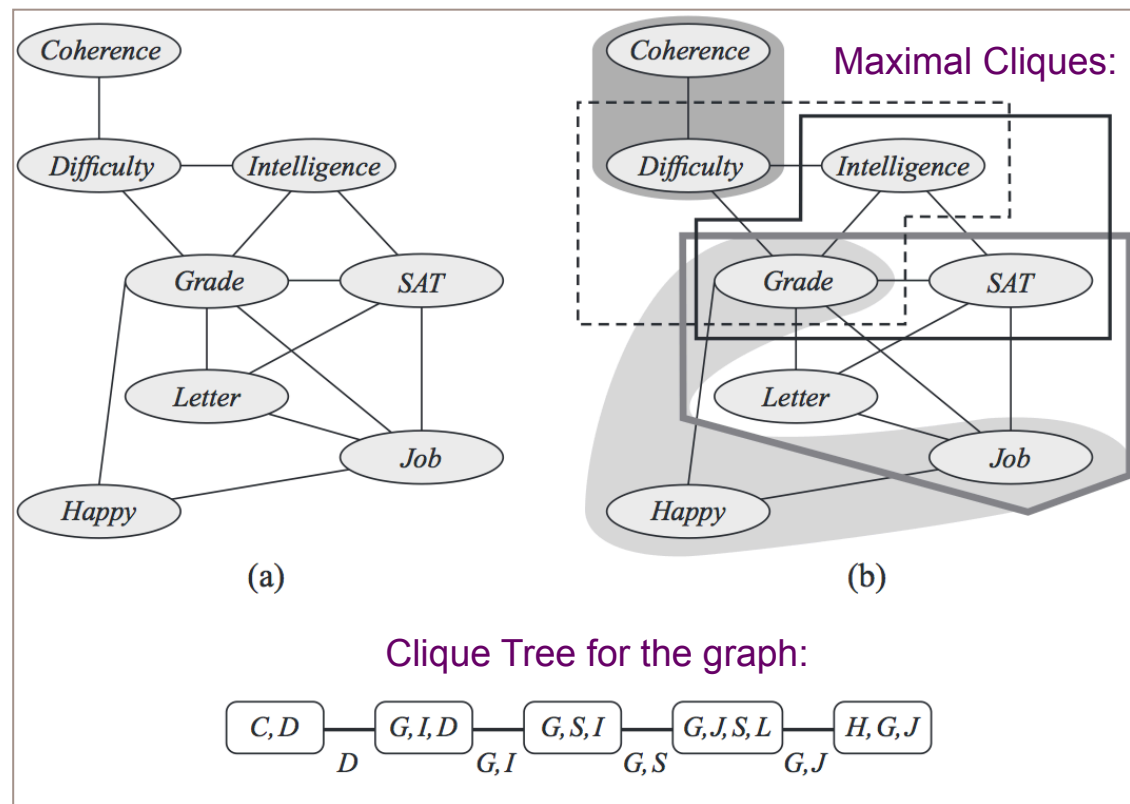 Coherence
Difficulty
Intelligence
Grade
SAT
Letter
Job
Happy
(a)
Maximal Cliques:
Coherence
Difficulty
Intelligence
Grade
SAT
Letter
Job
Happy
(b)
Clique Tree for the graph:
C, D
G, I, D
G, S, I
G, J, S, L
H, G, J
D
G, I
G, S
G, J